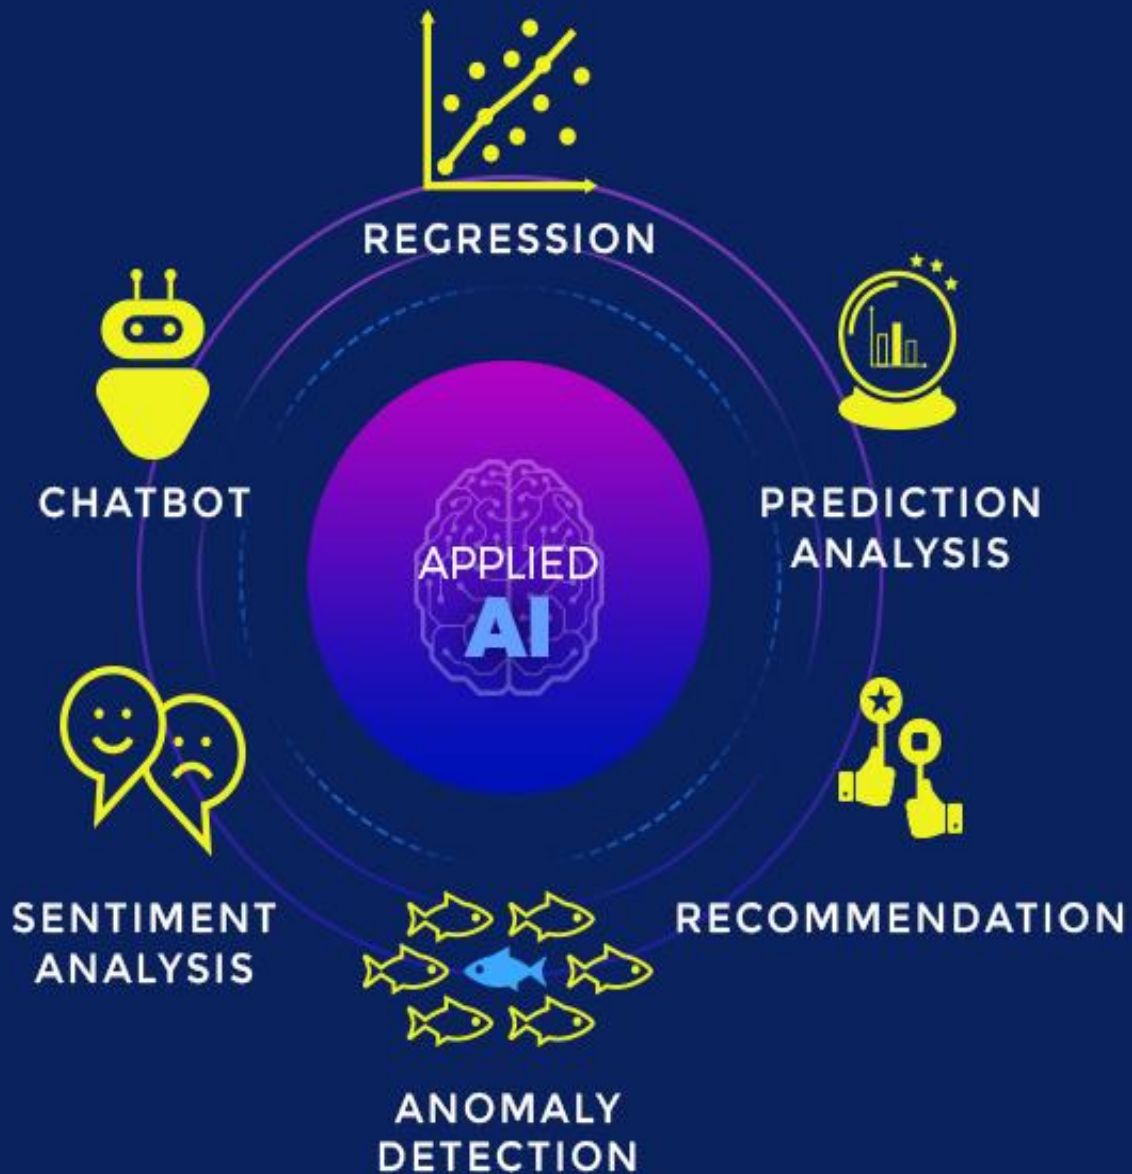 REGRESSION
CHATBOT
PREDICTION
ANALYSIS
APPLIED
AI
SENTIMENT
ANALYSIS
RECOMMENDATION
ANOMALY
DETECTION